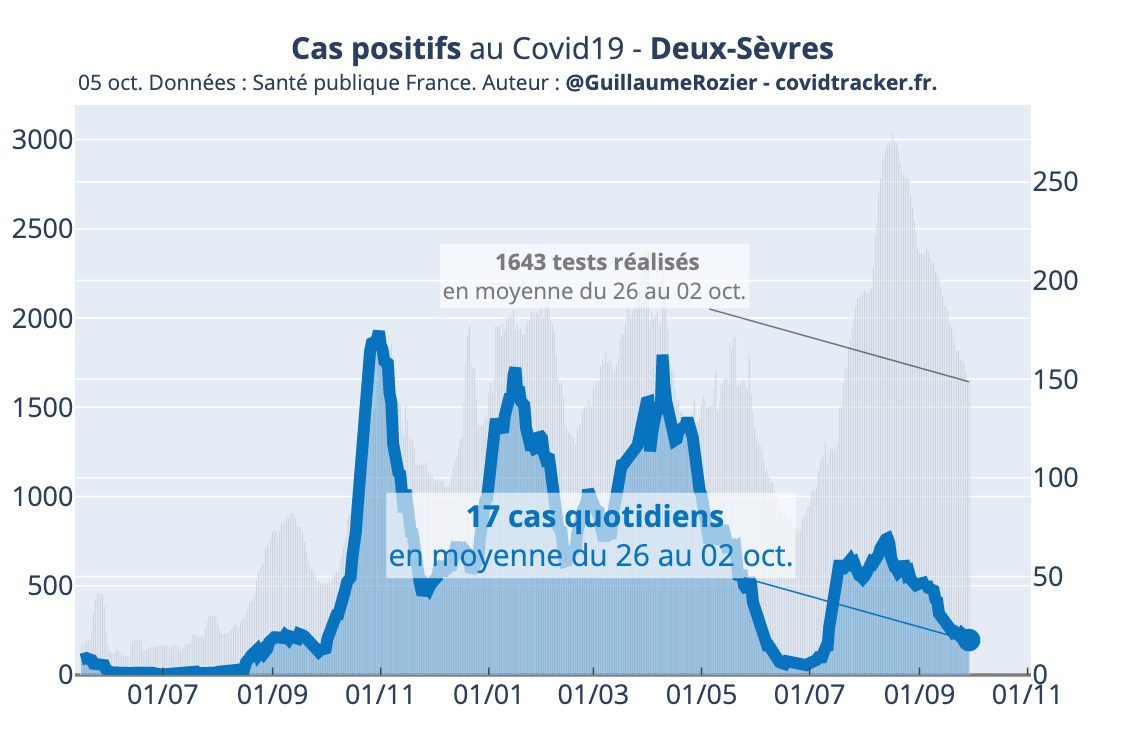 Cas positifs au Covid19 - Deux-Sèvres
05 oct. Données : Santé publique France. Auteur : @GuillaumeRozier - covidtracker.fr.
3000
2500
2000
1500
1000
500
0
250
200
150
100
50
0
1643 tests réalisés
en moyenne du 26 au 02 oct.
17 cas quotidiens
en moyenne du 26 au 02 oct.
01/07 01/09 01/11 01/01 01/03 01/05 01/07 01/09 01/11